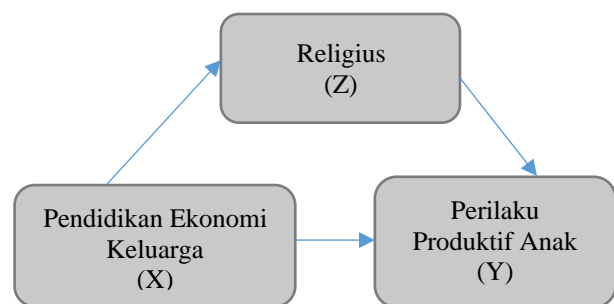 Religius
(Z)
Pendidikan Ekonomi
Keluarga
(X)
Perilaku
Produktif Anak
(Y)